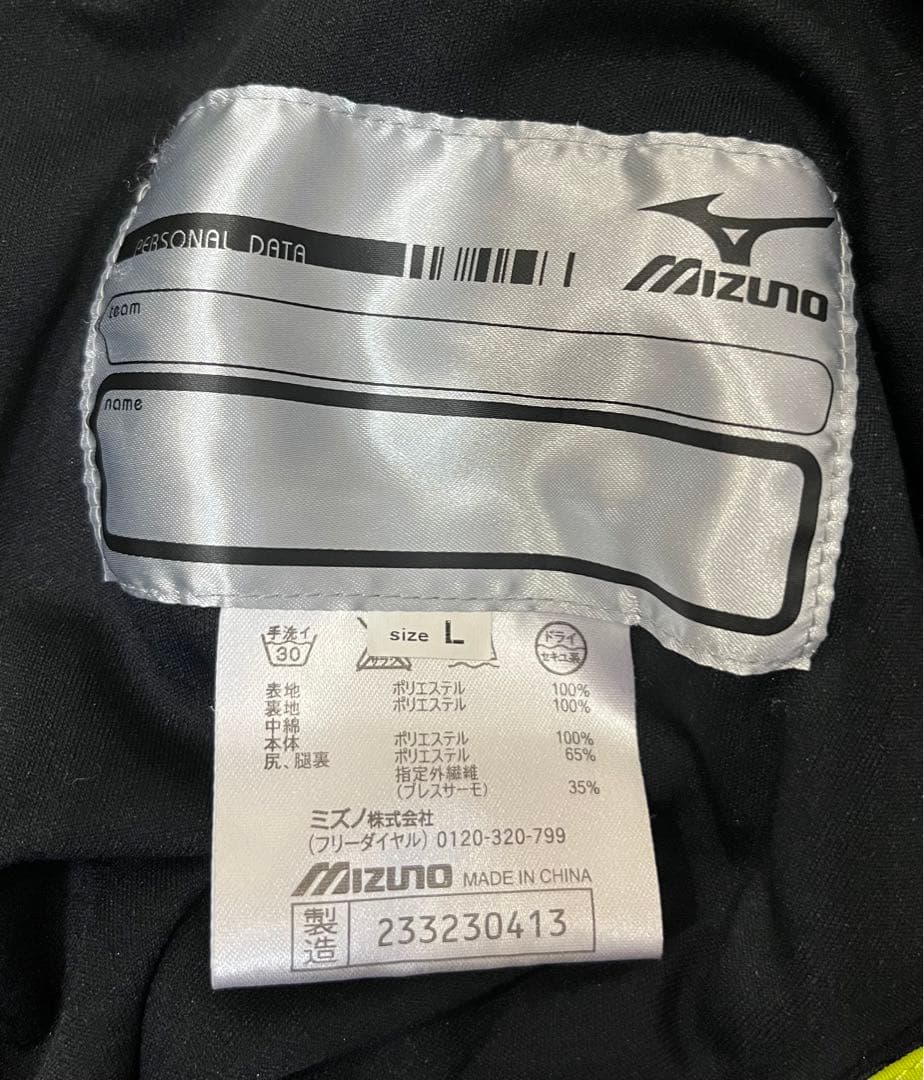 PERSONAL DATA
MIZUNO
team
name
size L
手洗イ
30
サラシ
ドライ
セキユ系
表地 ポリエステル 100%
裏地 ポリエステル 100%
中綿
本体 ポリエステル 100%
尻、腿裏 ポリエステル 65%
指定外繊維
(ブレスサーモ) 35%
ミズノ株式会社
(フリーダイヤル) 0120-320-799
MIZUNO MADE IN CHINA
製造 233230413